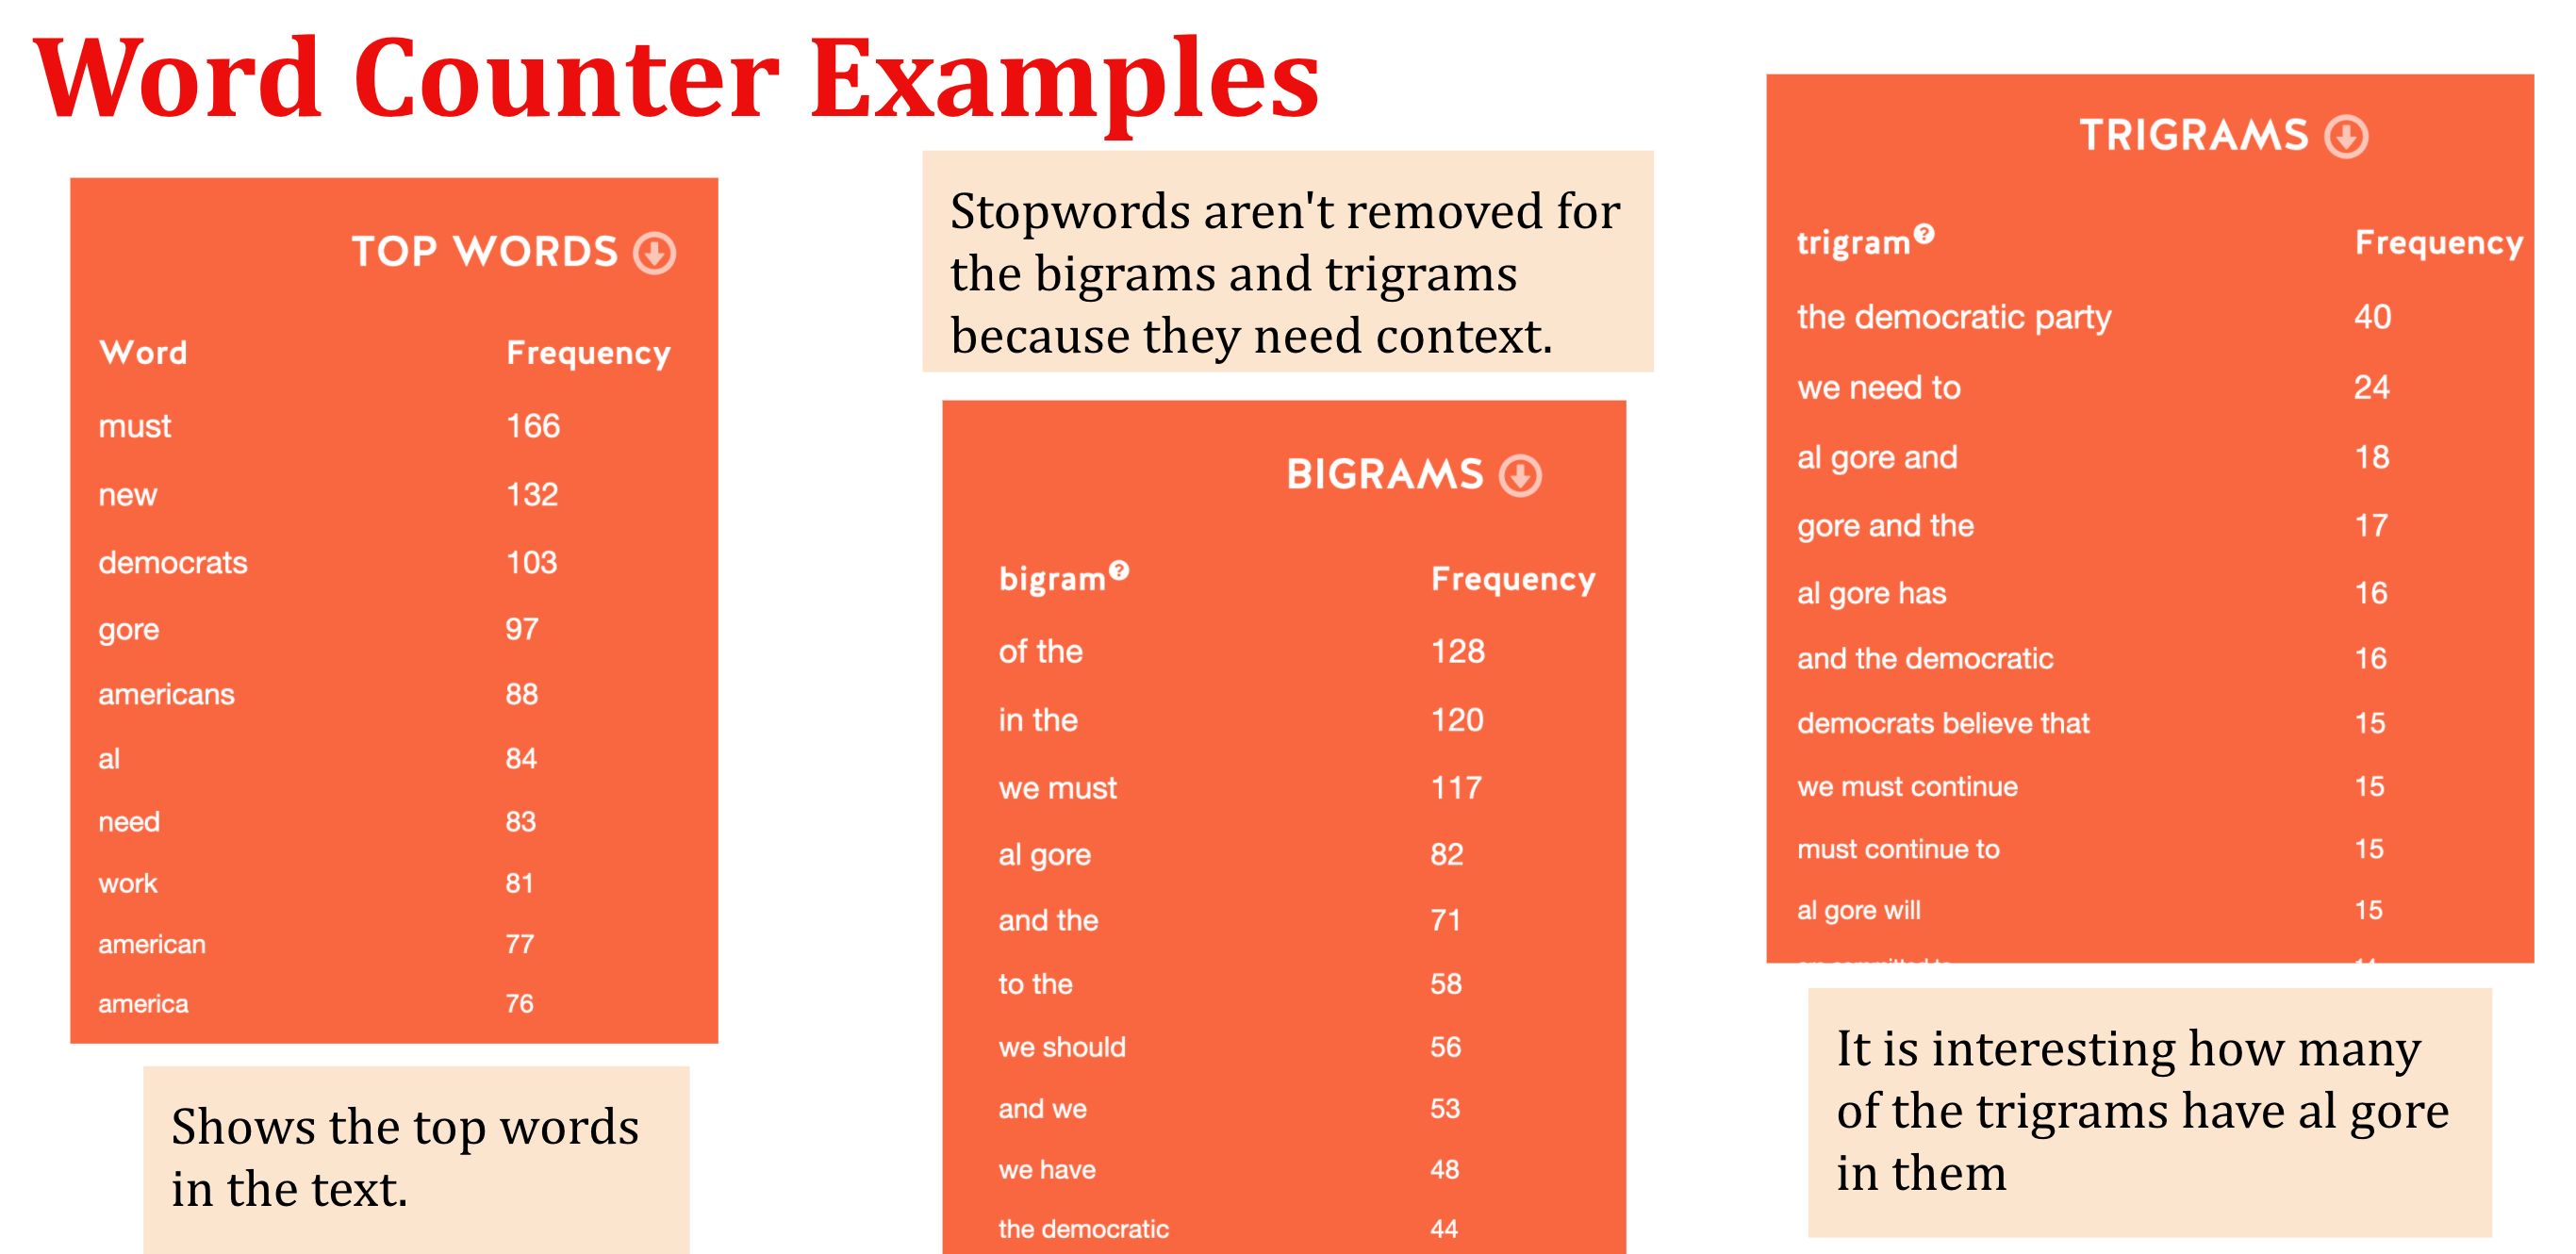 Word Counter Examples
TOP WORDS
Word Frequency
must 166
new 132
democrats 103
gore 97
americans 88
al 84
need 83
work 81
american 77
america 76
Shows the top words
in the text.
Stopwords aren't removed for
the bigrams and trigrams
because they need context.
BIGRAMS
bigram? Frequency
of the 128
in the 120
we must 117
al gore 82
and the 71
to the 58
we should 56
and we 53
we have 48
the democratic 44
TRIGRAMS
trigram? Frequency
the democratic party 40
we need to 24
al gore and 18
gore and the 17
al gore has 16
and the democratic 16
democrats believe that 15
we must continue 15
must continue to 15
al gore will 15
It is interesting how many
of the trigrams have al gore
in them